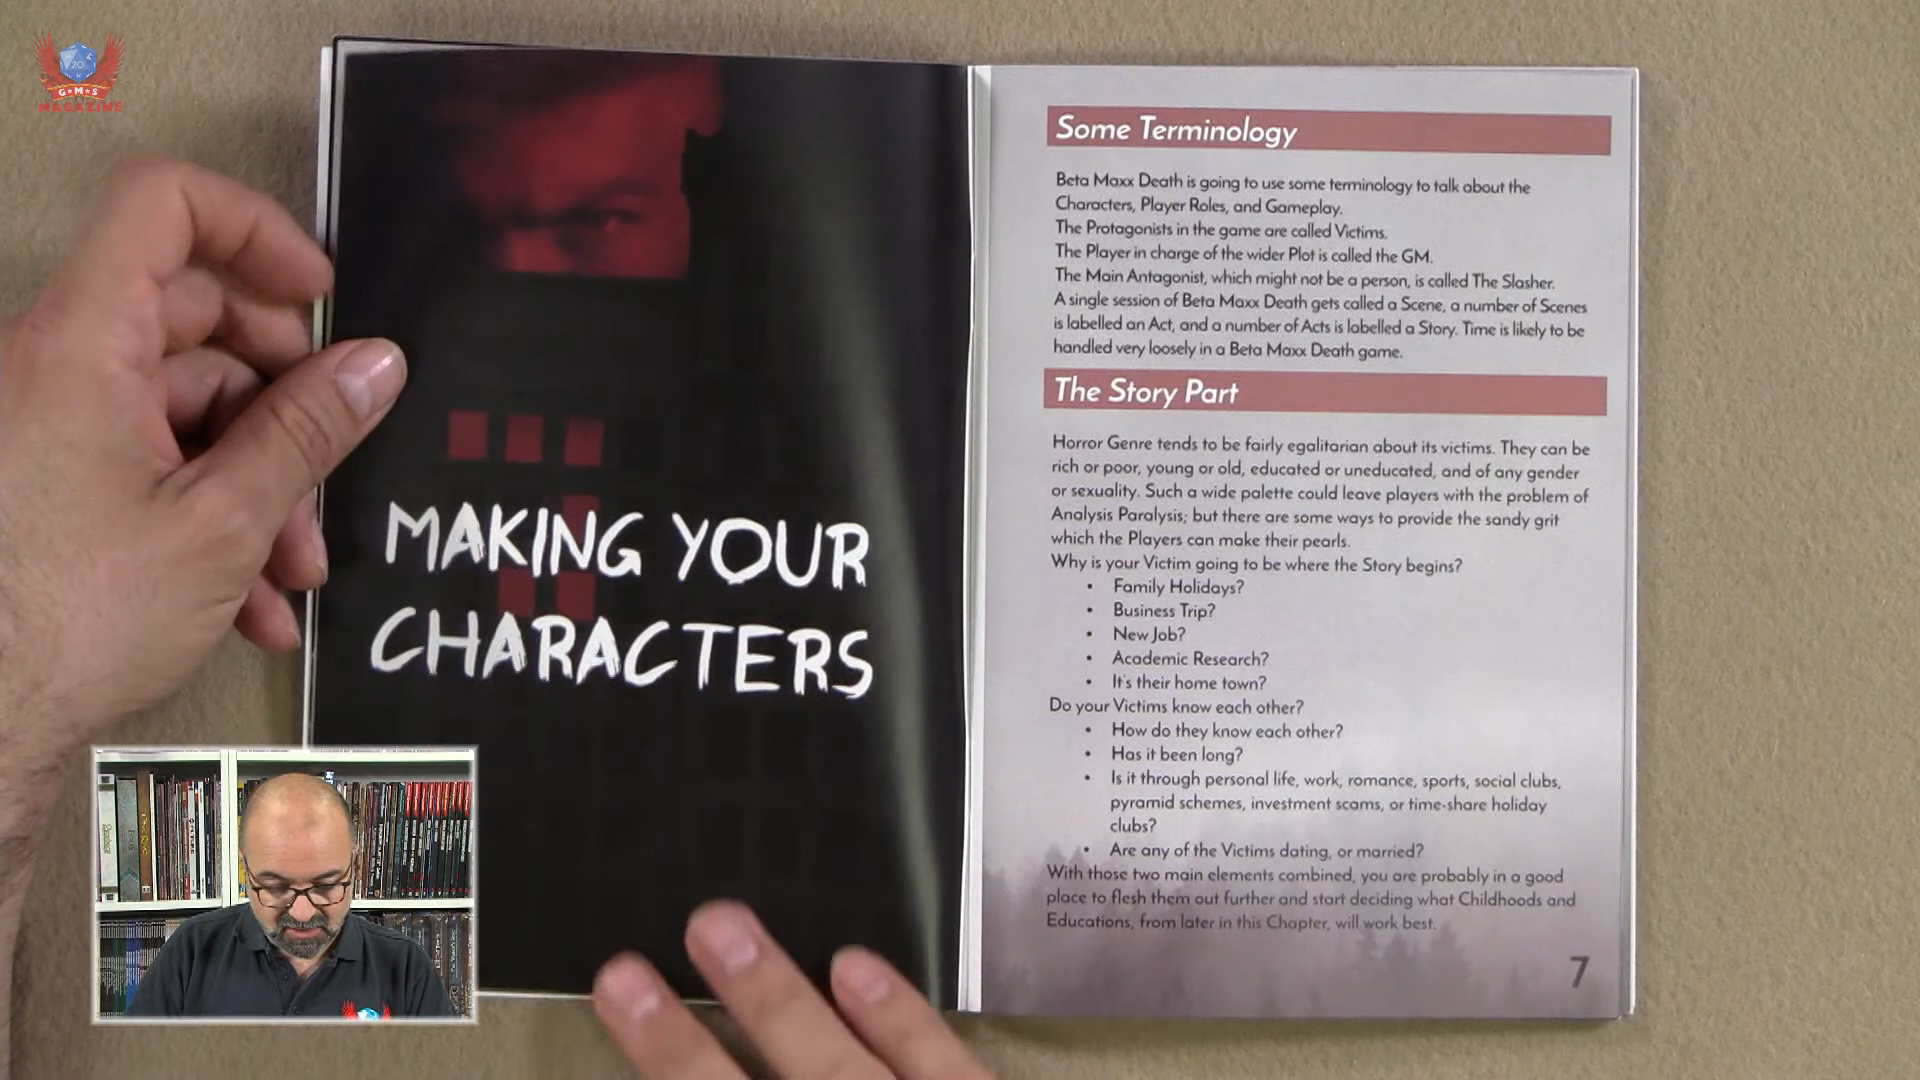 20
G★M★S
MAGAZINE
MAKING YOUR
CHARACTERS
Some Terminology
Beta Maxx Death is going to use some terminology to talk about the
Characters, Player Roles, and Gameplay.
The Protagonists in the game are called Victims.
The Player in charge of the wider Plot is called the GM.
The Main Antagonist, which might not be a person, is called The Slasher.
A single session of Beta Maxx Death gets called a Scene, a number of Scenes
is labelled an Act, and a number of Acts is labelled a Story. Time is likely to be
handled very loosely in a Beta Maxx Death game.
The Story Part
Horror Genre tends to be fairly egalitarian about its victims. They can be
rich or poor, young or old, educated or uneducated, and of any gender
or sexuality. Such a wide palette could leave players with the problem of
Analysis Paralysis; but there are some ways to provide the sandy grit
which the Players can make their pearls.
Why is your Victim going to be where the Story begins?
• Family Holidays?
• Business Trip?
• New Job?
• Academic Research?
• It's their home town?
Do your Victims know each other?
• How do they know each other?
• Has it been long?
• Is it through personal life, work, romance, sports, social clubs,
pyramid schemes, investment scams, or time-share holiday
clubs?
• Are any of the Victims dating, or married?
With those two main elements combined, you are probably in a good
place to flesh them out further and start deciding what Childhoods and
Educations, from later in this Chapter, will work best.
7